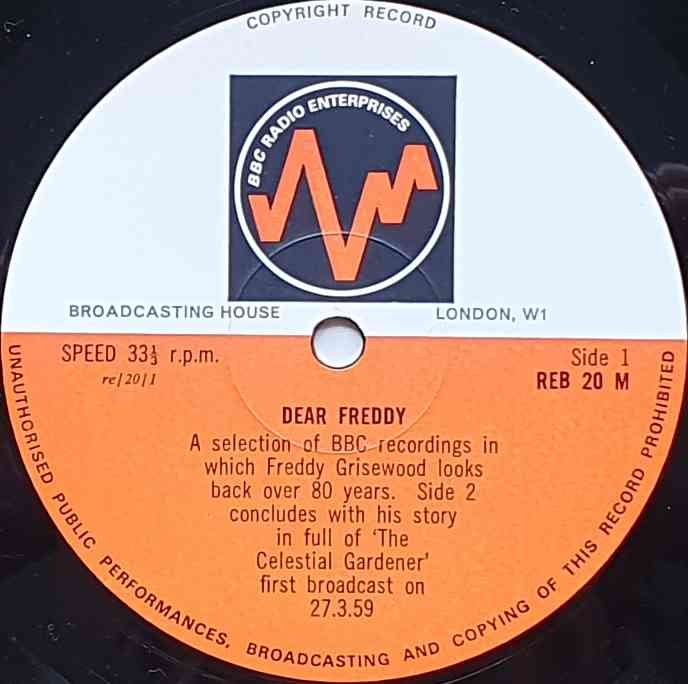 COPYRIGHT RECORD
BBC RADIO ENTERPRISES
BROADCASTING HOUSE
LONDON, W1
SPEED 33⅓ r.p.m.
re/20/1
Side 1
REB 20 M
DEAR FREDDY
A selection of BBC recordings in
which Freddy Grisewood looks
back over 80 years. Side 2
concludes with his story
in full of 'The
Celestial Gardener'
first broadcast on
27.3.59
UNAUTHORISED PUBLIC PERFORMANCES, BROADCASTING AND COPYING OF THIS RECORD PROHIBITED